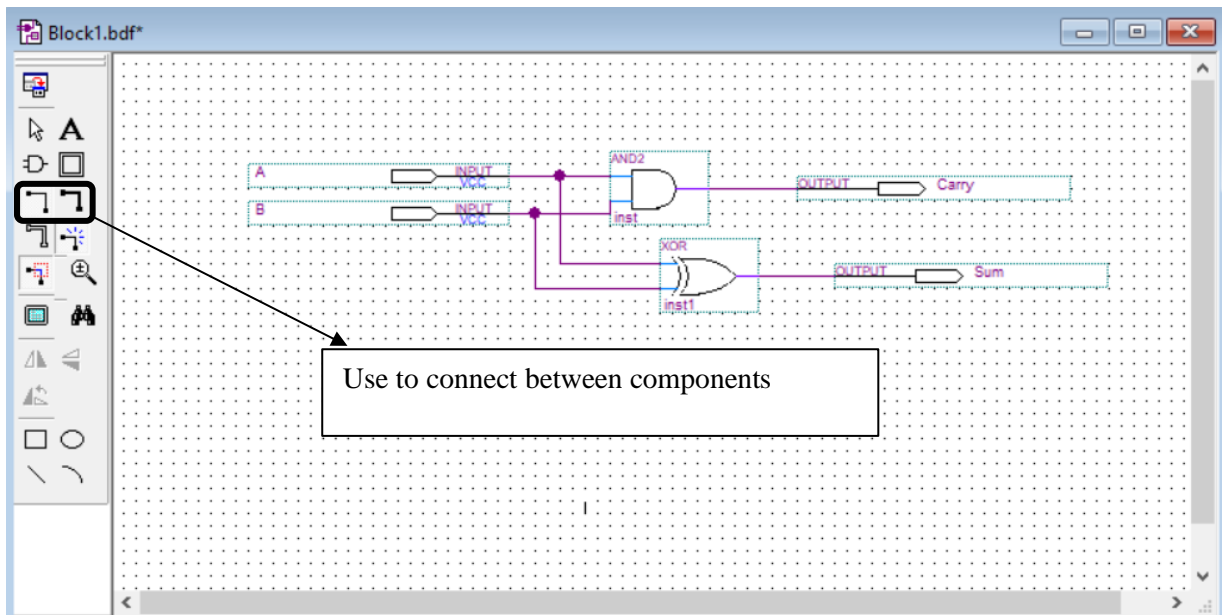 Block1.bdf*
A
AND2
A
INPUT
VCC
OUTPUT
Carry
B
INPUT
VCC
inst
XOR
OUTPUT
Sum
inst1
Use to connect between components